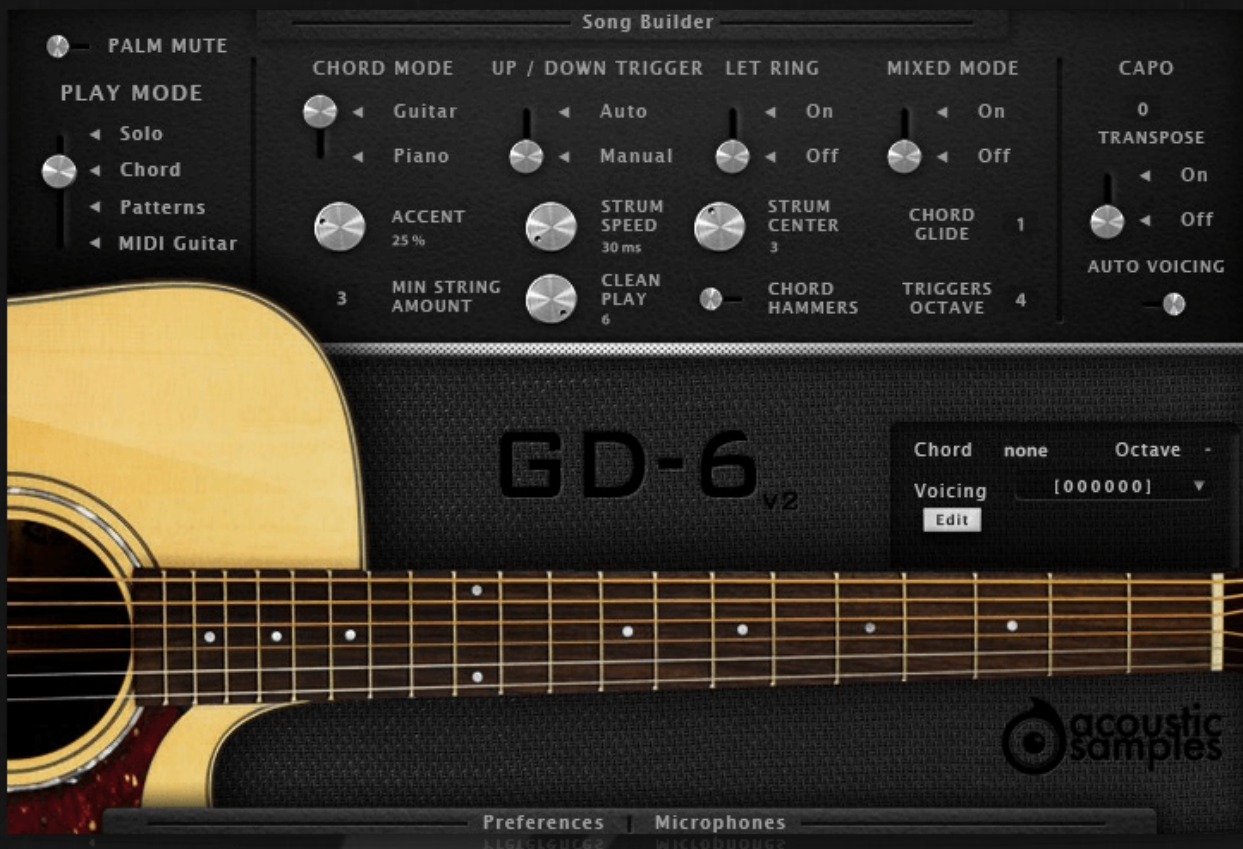 Song Builder
PALM MUTE
PLAY MODE
Solo
Chord
Patterns
MIDI Guitar
CHORD MODE
Guitar
Piano
UP / DOWN TRIGGER
Auto
Manual
LET RING
On
Off
MIXED MODE
On
Off
ACCENT
25 %
STRUM
SPEED
30 ms
STRUM
CENTER
3
CHORD
GLIDE
1
3
MIN STRING
AMOUNT
CLEAN
PLAY
6
CHORD
HAMMERS
TRIGGERS
OCTAVE
4
CAPO
0
TRANSPOSE
On
Off
AUTO VOICING
GD-6
v2
Chord none Octave -
Voicing [000000]
Edit
acoustic
samples
Preferences | Microphones